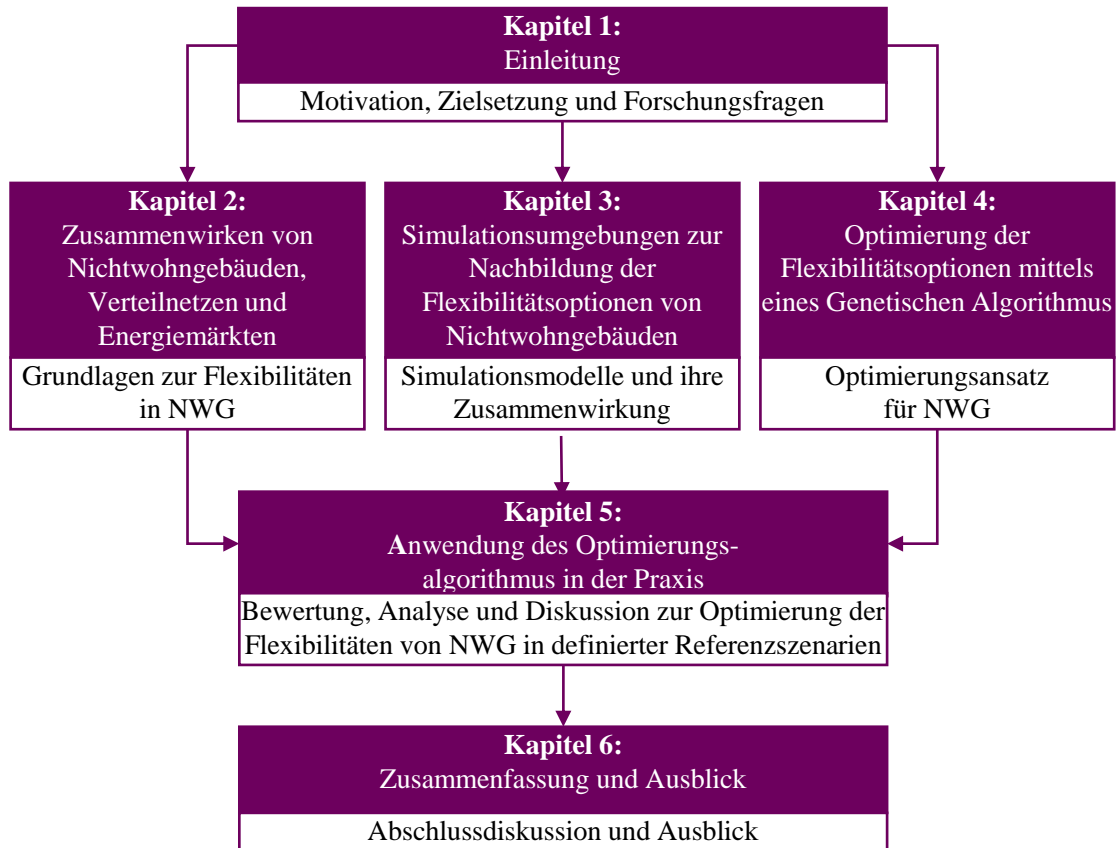 Kapitel 1:
Einleitung
Motivation, Zielsetzung und Forschungsfragen
Kapitel 2:
Zusammenwirken von
Nichtwohngebäuden,
Verteilnetzen und
Energiemärkten
Grundlagen zur Flexibilitäten
in NWG
Kapitel 3:
Simulationsumgebungen zur
Nachbildung der
Flexibilitätsoptionen von
Nichtwohngebäuden
Simulationsmodelle und ihre
Zusammenwirkung
Kapitel 4:
Optimierung der
Flexibilitätsoptionen mittels
eines Genetischen Algorithmus
Optimierungsansatz
für NWG
Kapitel 5:
Anwendung des Optimierungs-
algorithmus in der Praxis
Bewertung, Analyse und Diskussion zur Optimierung der
Flexibilitäten von NWG in definierter Referenzszenarien
Kapitel 6:
Zusammenfassung und Ausblick
Abschlussdiskussion und Ausblick